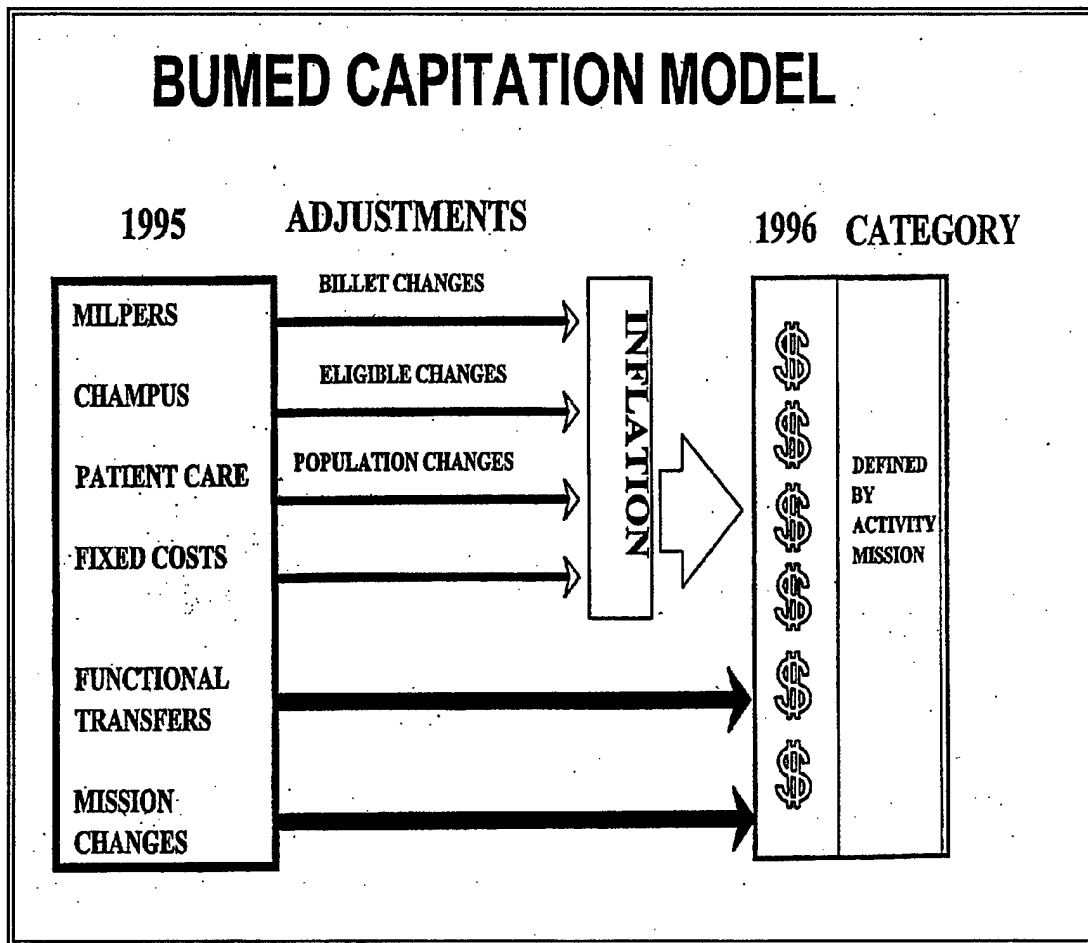 BUMED CAPITATION MODEL
1995
ADJUSTMENTS
1996
CATEGORY
MILPERS
BILLET CHANGES
CHAMPUS
ELIGIBLE CHANGES
PATIENT CARE
POPULATION CHANGES
FIXED COSTS
FUNCTIONAL
TRANSFERS
MISSION
CHANGES
INFLATION
$
$
$
$
$
$
DEFINED
BY
ACTIVITY
MISSION